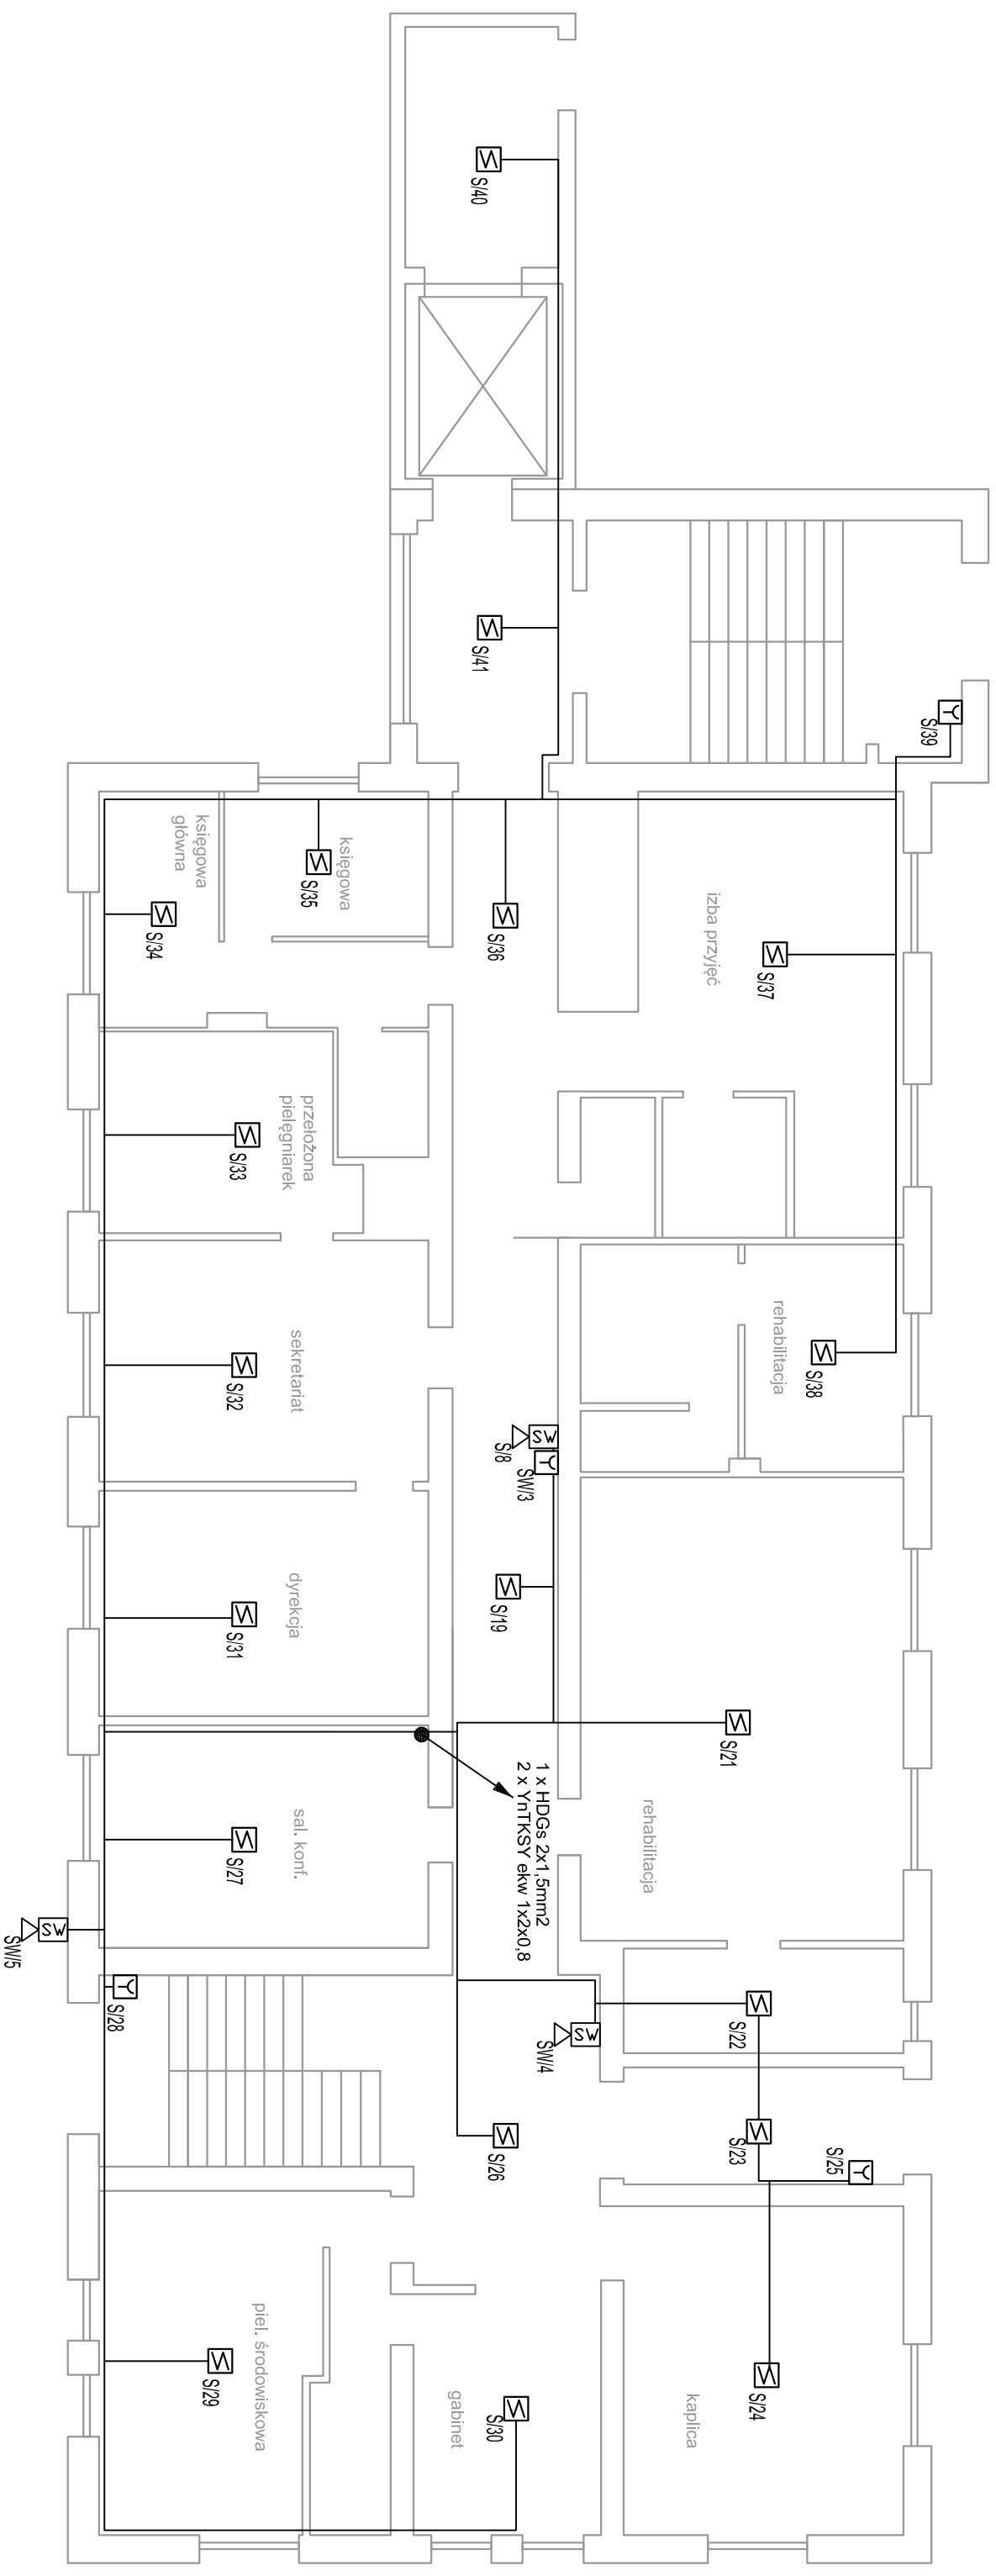 S/40
S/41
S/39
księgowa
główna
księgowa
S/35
S/34
S/36
izba przyjęć
S/37
przełożona
pielęgniarek
S/33
sekretariat
S/32
rehabilitacja
S/38
SW
S/8
SW/3
S/19
dyrekcja
S/31
S/21
1 x HDGs 2x1,5mm2
2 x YnTKSY ekw 1x2x0,8
rehabilitacja
sal. konf.
S/27
SW
SW/5
S/28
S/22
SW
SW/4
S/23
S/25
S/26
piel. środowiskowa
S/29
gabinet
S/30
kaplica
S/24